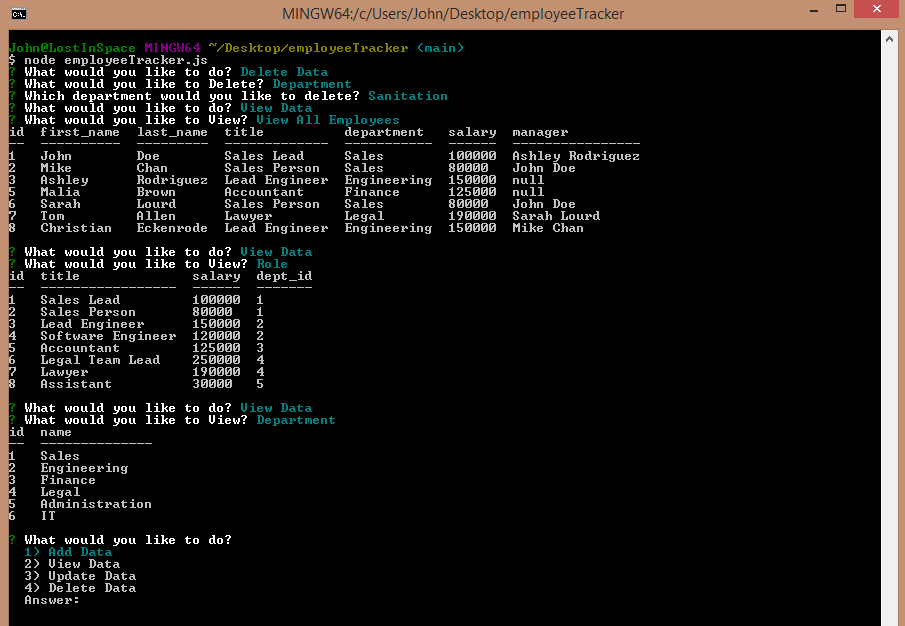 MINGW64:/c/Users/John/Desktop/employeeTracker
John@LostInSpace MINGW64 ~/Desktop/employeeTracker (main)
$ node employeeTracker.js
? What would you like to do? Delete Data
? What would you like to Delete? Department
? Which department would you like to delete? Sanitation
? What would you like to do? View Data
? What would you like to View? View All Employees
id  first_name  last_name  title          department   salary  manager
--  ----------  ---------  -------------  -----------  ------  ----------------
1   John        Doe        Sales Lead     Sales        100000  Ashley Rodriguez
2   Mike        Chan       Sales Person   Sales        80000   John Doe
3   Ashley      Rodriguez  Lead Engineer  Engineering  150000  null
5   Malia       Brown      Accountant     Finance      125000  null
6   Sarah       Lourd      Sales Person   Sales        80000   John Doe
7   Tom         Allen      Lawyer         Legal        190000  Sarah Lourd
8   Christian   Eckenrode  Lead Engineer  Engineering  150000  Mike Chan
? What would you like to do? View Data
? What would you like to View? Role
id  title              salary  dept_id
--  -----------------  ------  -------
1   Sales Lead         100000  1
2   Sales Person       80000   1
3   Lead Engineer      150000  2
4   Software Engineer  120000  2
5   Accountant         125000  3
6   Legal Team Lead    250000  4
7   Lawyer             190000  4
8   Assistant          30000   5
? What would you like to do? View Data
? What would you like to View? Department
id  name
--  --------------
1   Sales
2   Engineering
3   Finance
4   Legal
5   Administration
6   IT
? What would you like to do?
1) Add Data
2) View Data
3) Update Data
4) Delete Data
Answer: